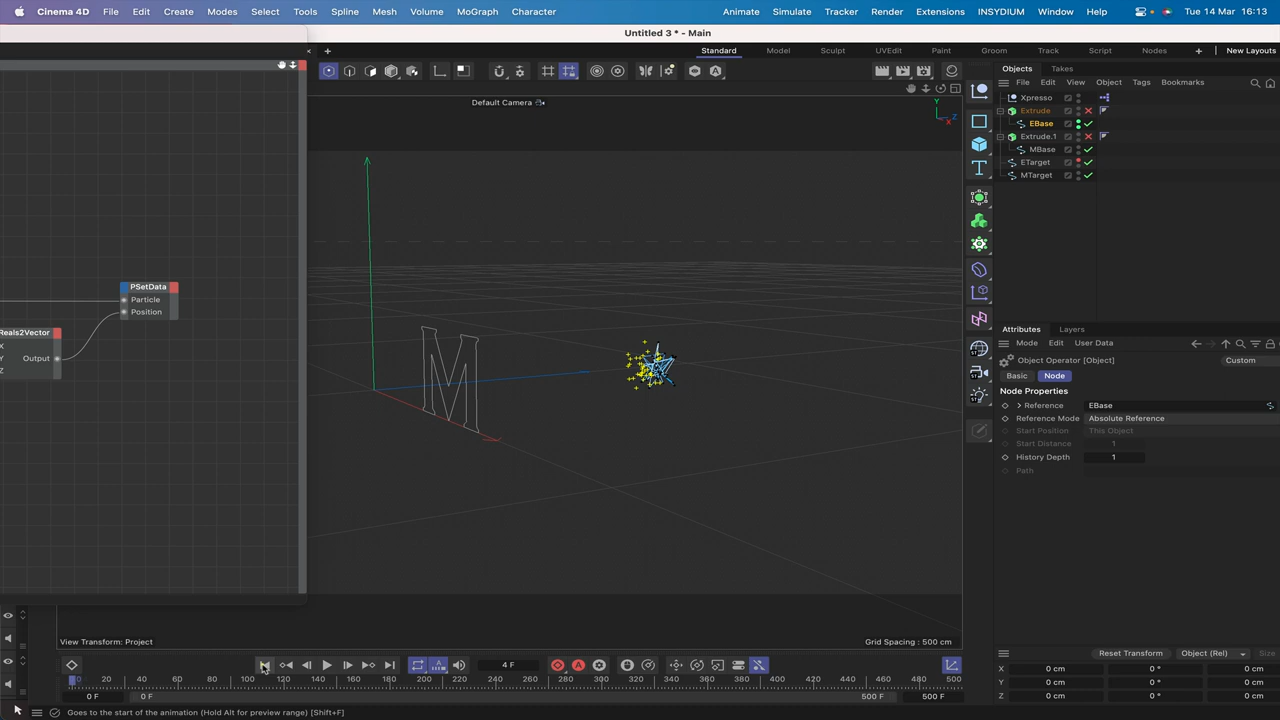 Cinema 4D File Edit Create Modes Select Tools Spline Mesh Volume MoGraph Character Animate Simulate Tracker Render Extensions INSYDIUM Window Help Tue 14 Mar 16:13
Untitled 3 * - Main
Standard Model Sculpt UVEdit Paint Groom Track Script Nodes New Layouts
Default Camera
Y
Z
X
Objects Takes
File Edit View Object Tags Bookmarks
Xpresso
Extrude
EBase
Extrude.1
MBase
ETarget
MTarget
PSetData
Particle
Position
Reals2Vector
X
Y Output
Z
Attributes Layers
Mode Edit User Data
Object Operator [Object] Custom
Basic Node
Node Properties
Reference EBase
Reference Mode Absolute Reference
Start Position This Object
Start Distance 1
History Depth 1
Path
View Transform: Project Grid Spacing : 500 cm
4 F
0 20 40 60 80 100 120 140 160 180 200 220 240 260 280 300 320 340 360 380 400 420 440 460 480 500
0 F 0 F 500 F 500 F
Reset Transform Object (Rel) Size
X 0 cm 0 ° 0 cm
Y 0 cm 0 ° 0 cm
Z 0 cm 0 ° 0 cm
Goes to the start of the animation (Hold Alt for preview range) [Shift+F]